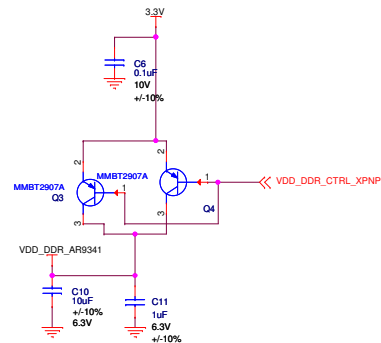 3.3V
C6
0.1uF
10V
+/-10%
2
2
MMBT2907A
MMBT2907A
1
1
VDD_DDR_CTRL_XPNP
Q3
Q4
3
3
VDD_DDR_AR9341
C10
10uF
+/-10%
6.3V
C11
1uF
6.3V
+/-10%